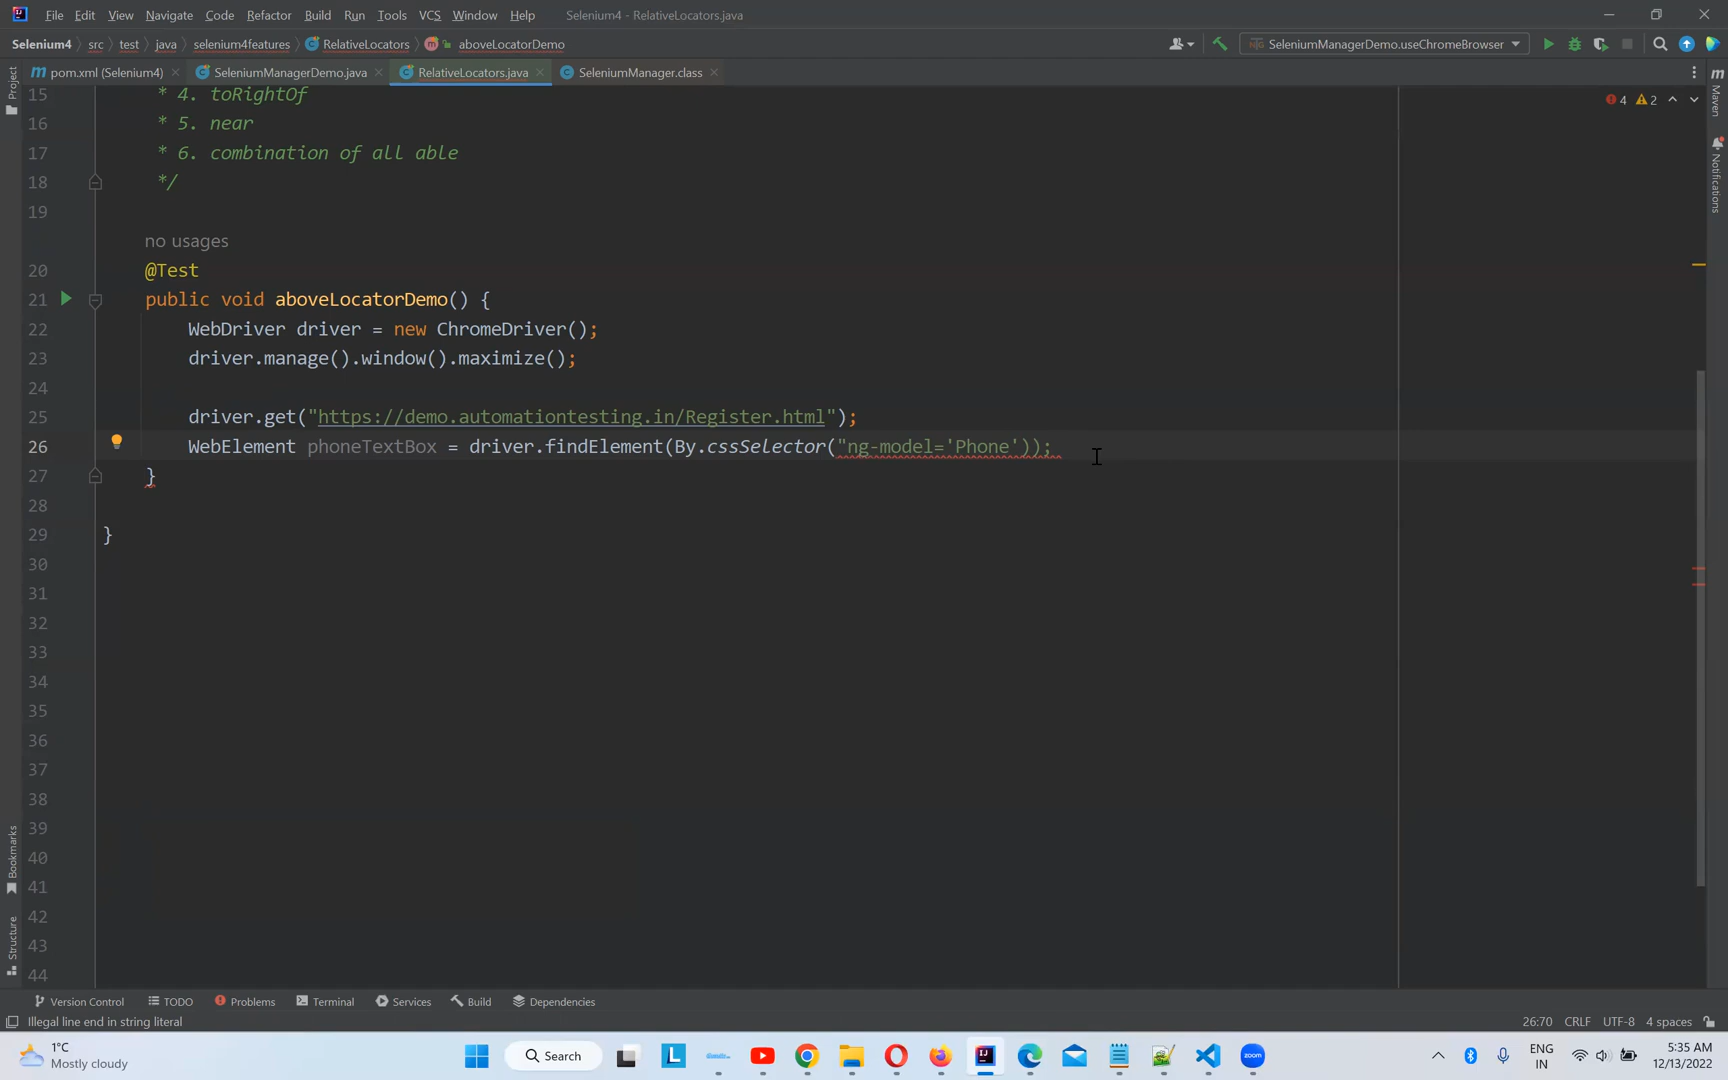 File Edit View Navigate Code Refactor Build Run Tools VCS Window Help Selenium4 - RelativeLocators.java
Selenium4 src test java selenium4features RelativeLocators m aboveLocatorDemo SeleniumManagerDemo.useChromeBrowser
Project
m pom.xml (Selenium4) SeleniumManagerDemo.java RelativeLocators.java SeleniumManager.class
Maven
Notifications
4 2
15 * 4. toRightOf
16 * 5. near
17 * 6. combination of all able
18 */
19
no usages
20 @Test
21 public void aboveLocatorDemo() {
22 WebDriver driver = new ChromeDriver();
23 driver.manage().window().maximize();
24
25 driver.get("https://demo.automationtesting.in/Register.html");
26 WebElement phoneTextBox = driver.findElement(By.cssSelector("ng-model='Phone'));
27 }
28
29 }
30
31
32
33
34
35
36
37
38
39
40
41
42
43
44
Bookmarks
Structure
Version Control TODO Problems Terminal Services Build Dependencies
Illegal line end in string literal 26:70 CRLF UTF-8 4 spaces
1°C
Mostly cloudy
Search
zoom
ENG
IN
5:35 AM
12/13/2022